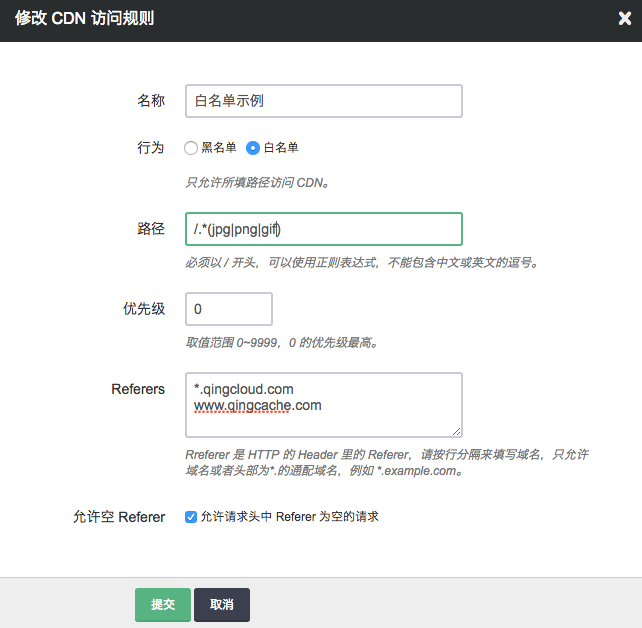 修改 CDN 访问规则
名称 白名单示例
行为 黑名单 白名单
只允许所填路径访问 CDN。
路径 /.*(jpg|png|gif)
必须以 / 开头，可以使用正则表达式，不能包含中文或英文的逗号。
优先级 0
取值范围 0~9999，0 的优先级最高。
Referers *.qingcloud.com
www.qingcache.com
Rreferer 是 HTTP 的 Header 里的 Referer，请按行分隔来填写域名，只允许
域名或者头部为*.的通配域名，例如 *.example.com。
允许空 Referer 允许请求头中 Referer 为空的请求
提交 取消